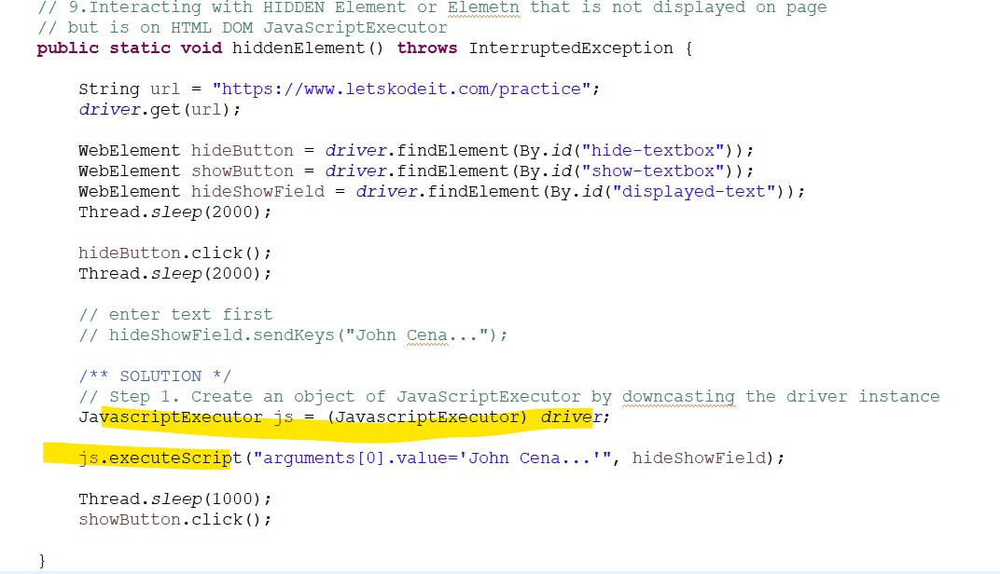 // 9.Interacting with HIDDEN Element or Elemetn that is not displayed on page
// but is on HTML DOM JavaScriptExecutor
public static void hiddenElement() throws InterruptedException {
String url = "https://www.letskodeit.com/practice";
driver.get(url);
WebElement hideButton = driver.findElement(By.id("hide-textbox"));
WebElement showButton = driver.findElement(By.id("show-textbox"));
WebElement hideShowField = driver.findElement(By.id("displayed-text"));
Thread.sleep(2000);
hideButton.click();
Thread.sleep(2000);
// enter text first
// hideShowField.sendKeys("John Cena...");
/** SOLUTION */
// Step 1. Create an object of JavaScriptExecutor by downcasting the driver instance
JavascriptExecutor js = (JavascriptExecutor) driver;
js.executeScript("arguments[0].value='John Cena...'", hideShowField);
Thread.sleep(1000);
showButton.click();
}